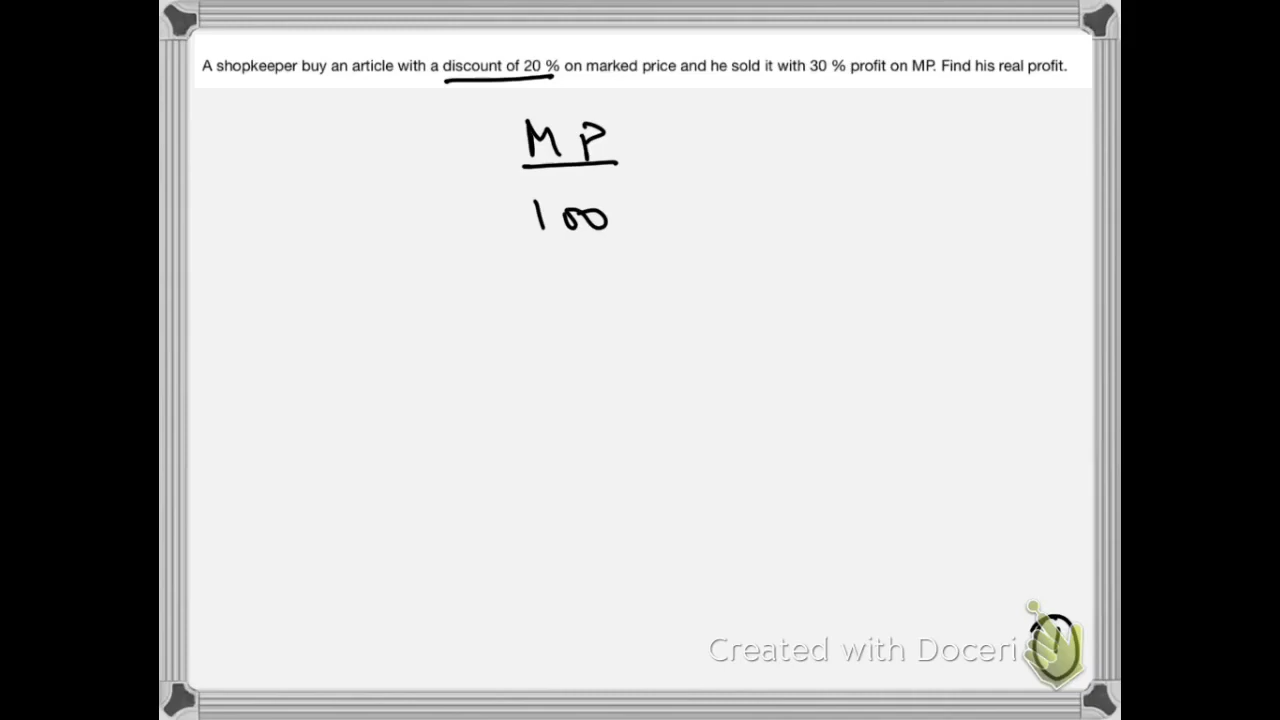 A shopkeeper buy an article with a discount of 20 % on marked price and he sold it with 30 % profit on MP. Find his real profit.
M P
100
Created with Doceri